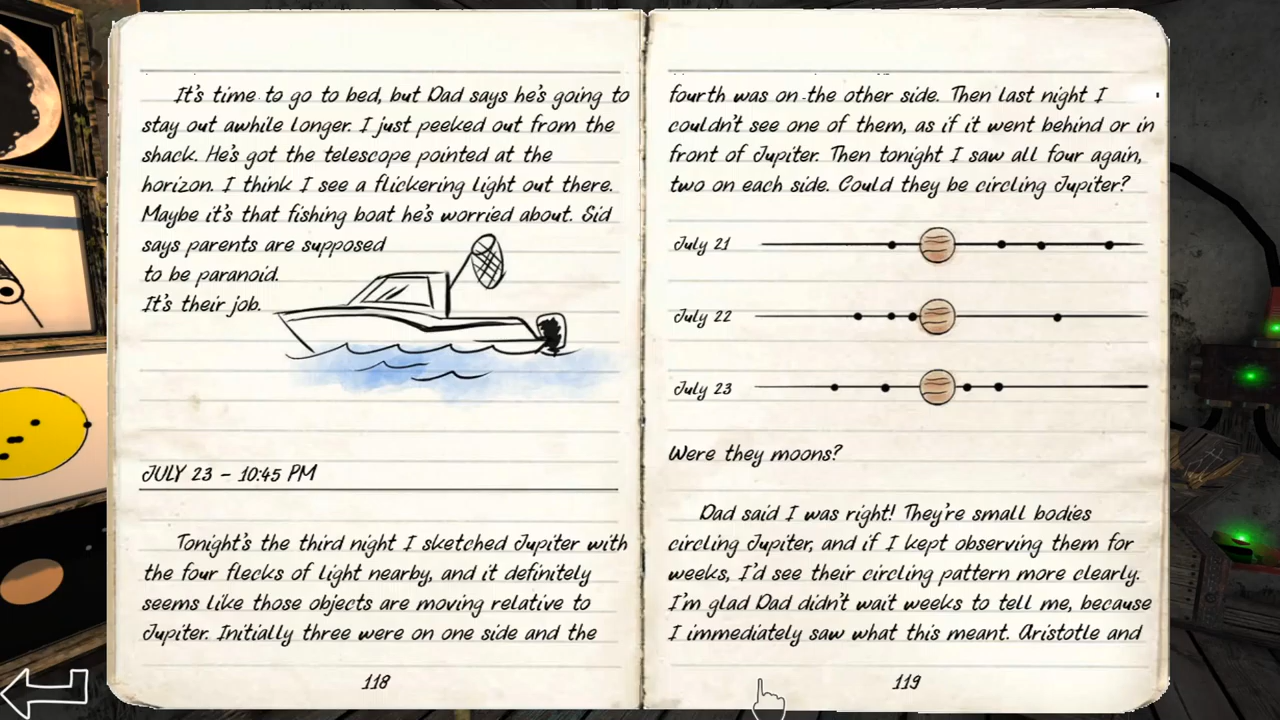 It's time to go to bed, but Dad says he's going to
stay out awhile longer. I just peeked out from the
shack. He's got the telescope pointed at the
horizon. I think I see a flickering light out there.
Maybe it's that fishing boat he's worried about. Sid
says parents are supposed
to be paranoid.
It's their job.
JULY 23 - 10:45 PM
Tonight's the third night I sketched Jupiter with
the four flecks of light nearby, and it definitely
seems like those objects are moving relative to
Jupiter. Initially three were on one side and the
118
fourth was on the other side. Then last night I
couldn't see one of them, as if it went behind or in
front of Jupiter. Then tonight I saw all four again,
two on each side. Could they be circling Jupiter?
July 21
July 22
July 23
Were they moons?
Dad said I was right! They're small bodies
circling Jupiter, and if I kept observing them for
weeks, I'd see their circling pattern more clearly.
I'm glad Dad didn't wait weeks to tell me, because
I immediately saw what this meant. Aristotle and
119